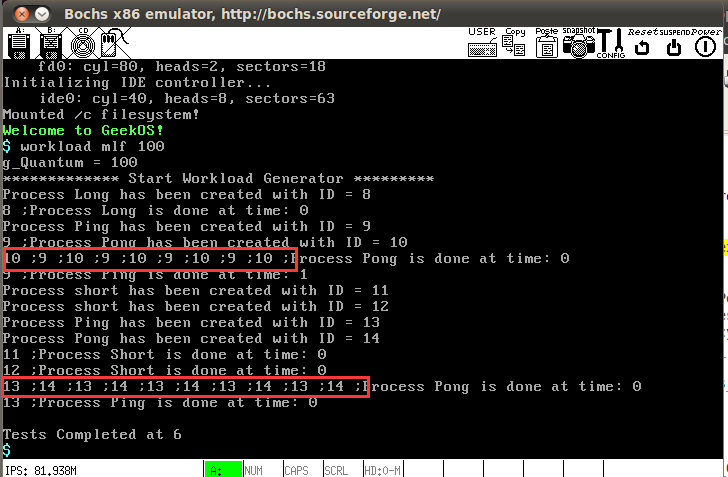 Bochs x86 emulator, http://bochs.sourceforge.net/
A: B: CD USER Copy Paste Snapshot CONFIG Reset SUSPEND Power
fd0: cyl=80, heads=2, sectors=18
Initializing IDE controller...
ide0: cyl=40, heads=8, sectors=63
Mounted /c filesystem!
Welcome to GeekOS!
$ workload mlf 100
g_Quantum = 100
************* Start Workload Generator *********
Process Long has been created with ID = 8
8 ;Process Long is done at time: 0
Process Ping has been created with ID = 9
9 ;Process Pong has been created with ID = 10
10 ;9 ;10 ;9 ;10 ;9 ;10 ;9 ;10 ;Process Pong is done at time: 0
9 ;Process Ping is done at time: 1
Process short has been created with ID = 11
Process short has been created with ID = 12
Process Ping has been created with ID = 13
Process Pong has been created with ID = 14
11 ;Process Short is done at time: 0
12 ;Process Short is done at time: 0
13 ;14 ;13 ;14 ;13 ;14 ;13 ;14 ;13 ;14 ;Process Pong is done at time: 0
13 ;Process Ping is done at time: 0
Tests Completed at 6
$
IPS: 81.938M A: NUM CAPS SCRL HD:0-M